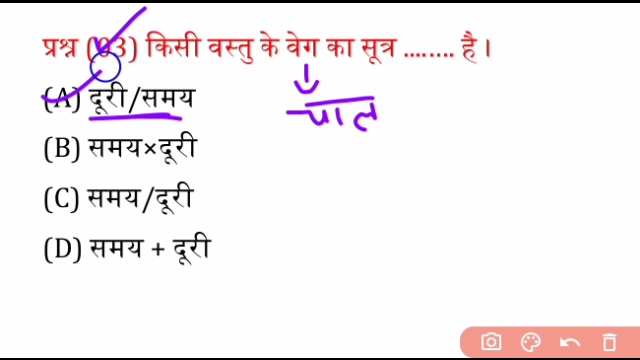 प्रश्न (03) किसी वस्तु के वेग का सूत्र ........ है।
चाल
(A) दूरी/समय
(B) समय×दूरी
(C) समय/दूरी
(D) समय + दूरी